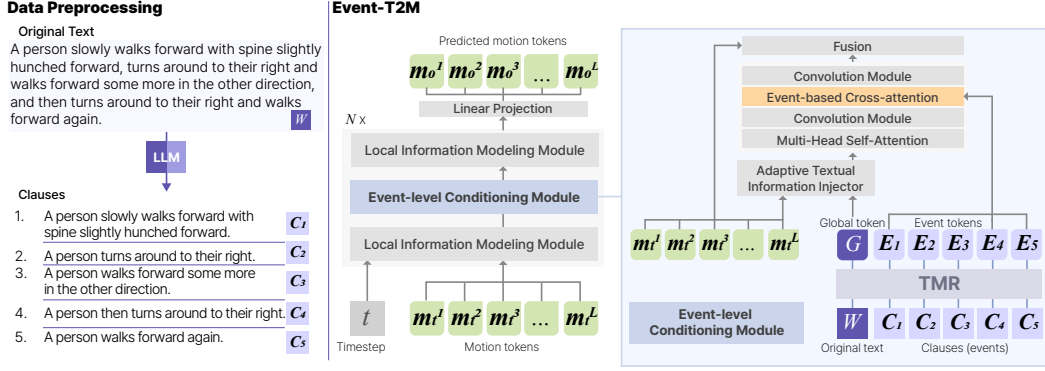 Data Preprocessing
Original Text
A person slowly walks forward with spine slightly
hunched forward, turns around to their right and
walks forward some more in the other direction,
and then turns around to their right and walks
forward again.
W
LLM
Clauses
1. A person slowly walks forward with
spine slightly hunched forward.
C1
2. A person turns around to their right.
C2
3. A person walks forward some more
in the other direction.
C3
4. A person then turns around to their right.
C4
5. A person walks forward again.
C5
Event-T2M
Predicted motion tokens
mo1 mo2 mo3 ... moL
Linear Projection
N x
Local Information Modeling Module
Event-level Conditioning Module
Local Information Modeling Module
t
mt1 mt2 mt3 ... mtL
Timestep
Motion tokens
Fusion
Convolution Module
Event-based Cross-attention
Convolution Module
Multi-Head Self-Attention
Adaptive Textual
Information Injector
Global token
Event tokens
mt1 mt2 mt3 ... mtL
G E1 E2 E3 E4 E5
TMR
Event-level
Conditioning Module
W C1 C2 C3 C4 C5
Original text
Clauses (events)